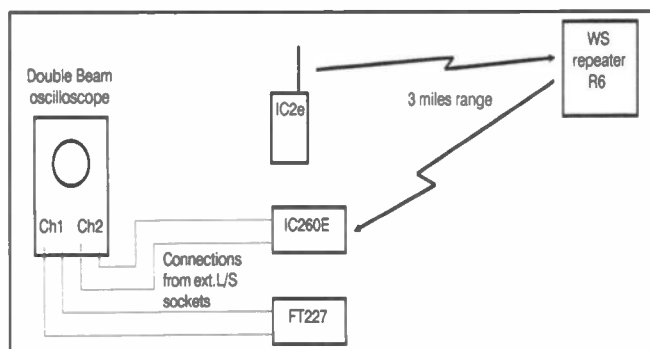 Double Beam
oscilloscope
Ch1 Ch2
IC2e
WS
repeater
R6
3 miles range
IC260E
Connections
from ext.L/S
sockets
FT227